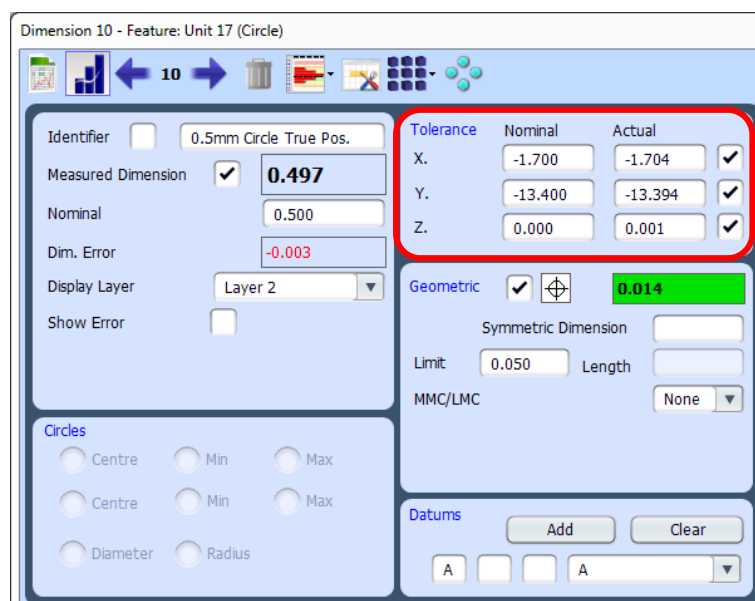 Dimension 10 - Feature: Unit 17 (Circle)
10
Identifier 0.5mm Circle True Pos.
Measured Dimension 0.497
Nominal 0.500
Dim. Error -0.003
Display Layer Layer 2
Show Error
Circles
Centre Min Max
Centre Min Max
Diameter Radius
Tolerance Nominal Actual
X. -1.700 -1.704
Y. -13.400 -13.394
Z. 0.000 0.001
Geometric 0.014
Symmetric Dimension
Limit 0.050 Length
MMC/LMC None
Datums
Add Clear
A A